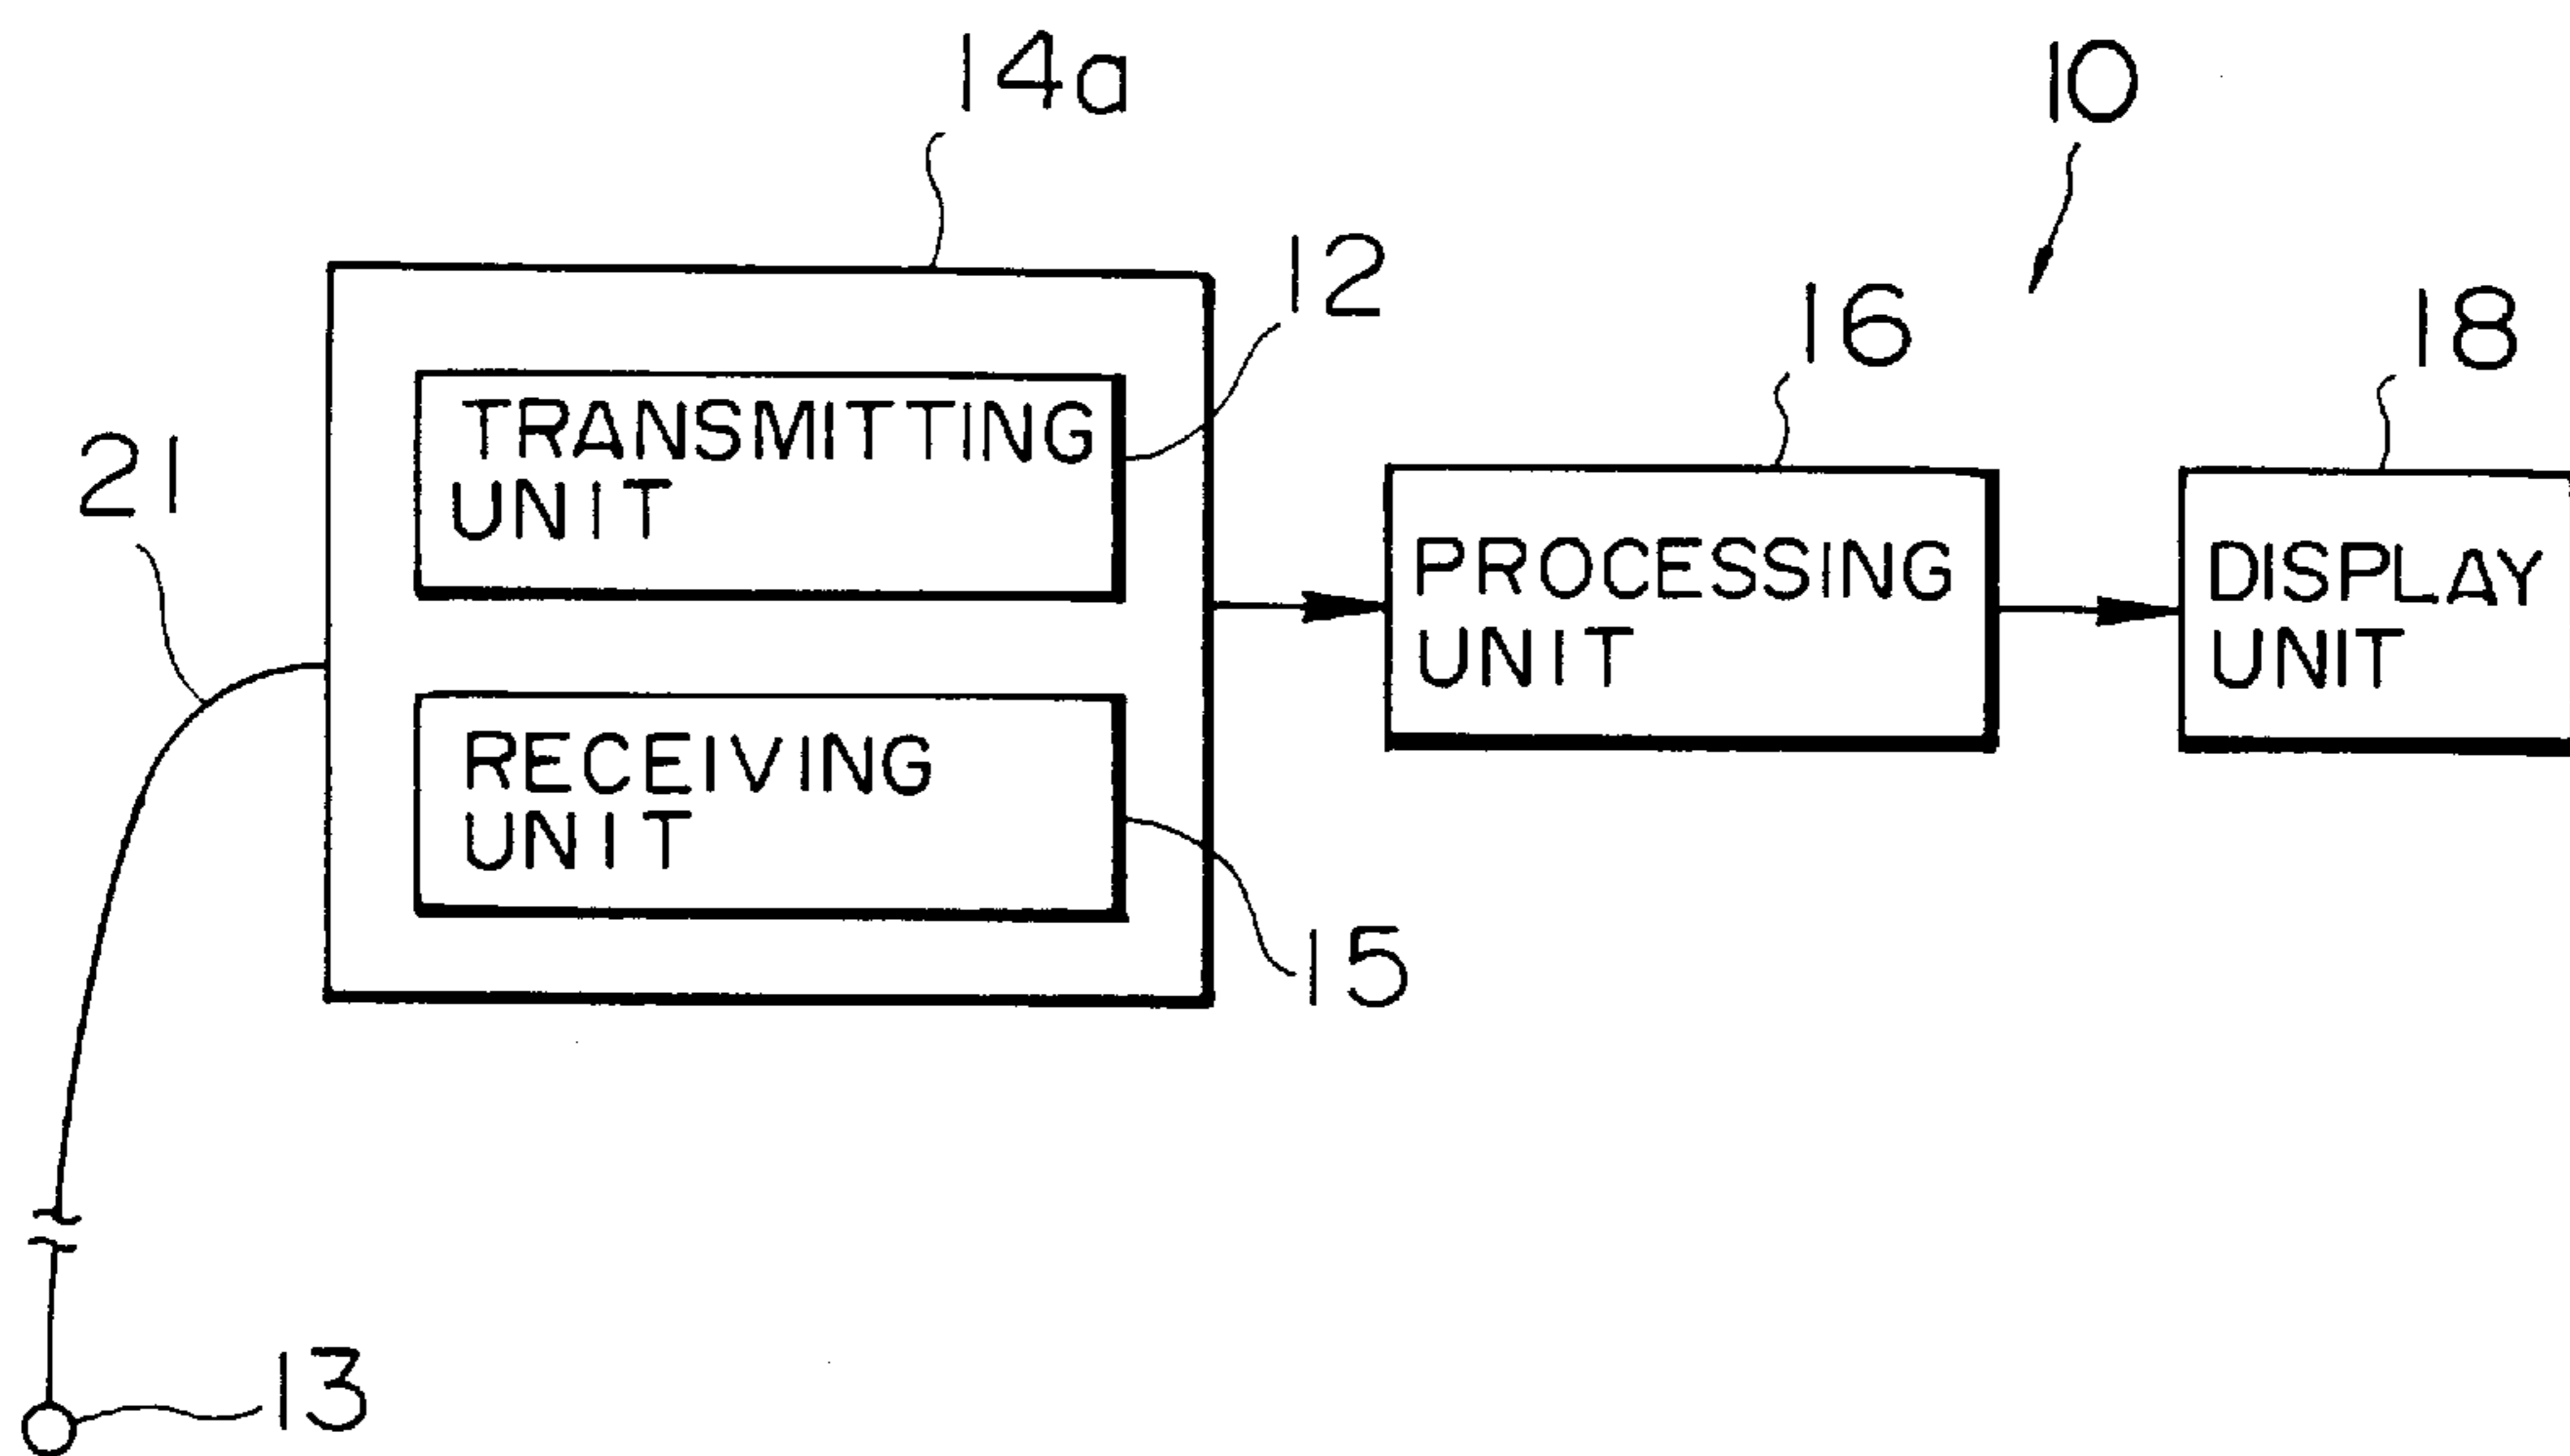 14a
10
12
16
18
21
TRANSMITTING
UNIT
PROCESSING
UNIT
DISPLAY
UNIT
RECEIVING
UNIT
15
13